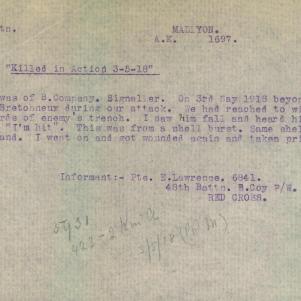 tn. MADIYON.
A.K. 1697.
"Killed in Action 3-5-18"
was of B.Company. Signaller. On 3rd May 1918 beyon
Bretonneur during our attack. We had reached to wi
rds of enemy's trench. I saw him fall and heard hi
"I'm hit". This was from a shell burst. Same shel
and. I went on and got wounded again and taken pri
Informant:- Pte. E.Lawrence. 6841.
48th Battn. B.Coy P/W.
RED CROSS.